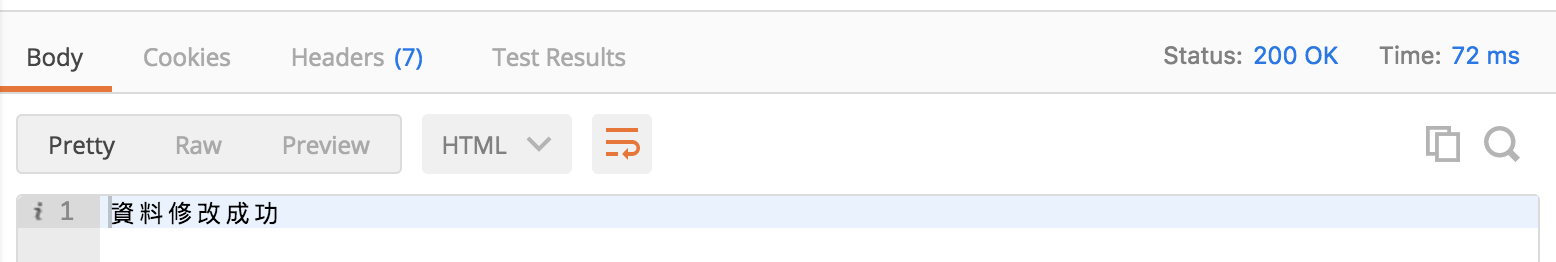 Body Cookies Headers (7) Test Results Status: 200 OK Time: 72 ms
Pretty Raw Preview HTML
i 1 資料修改成功